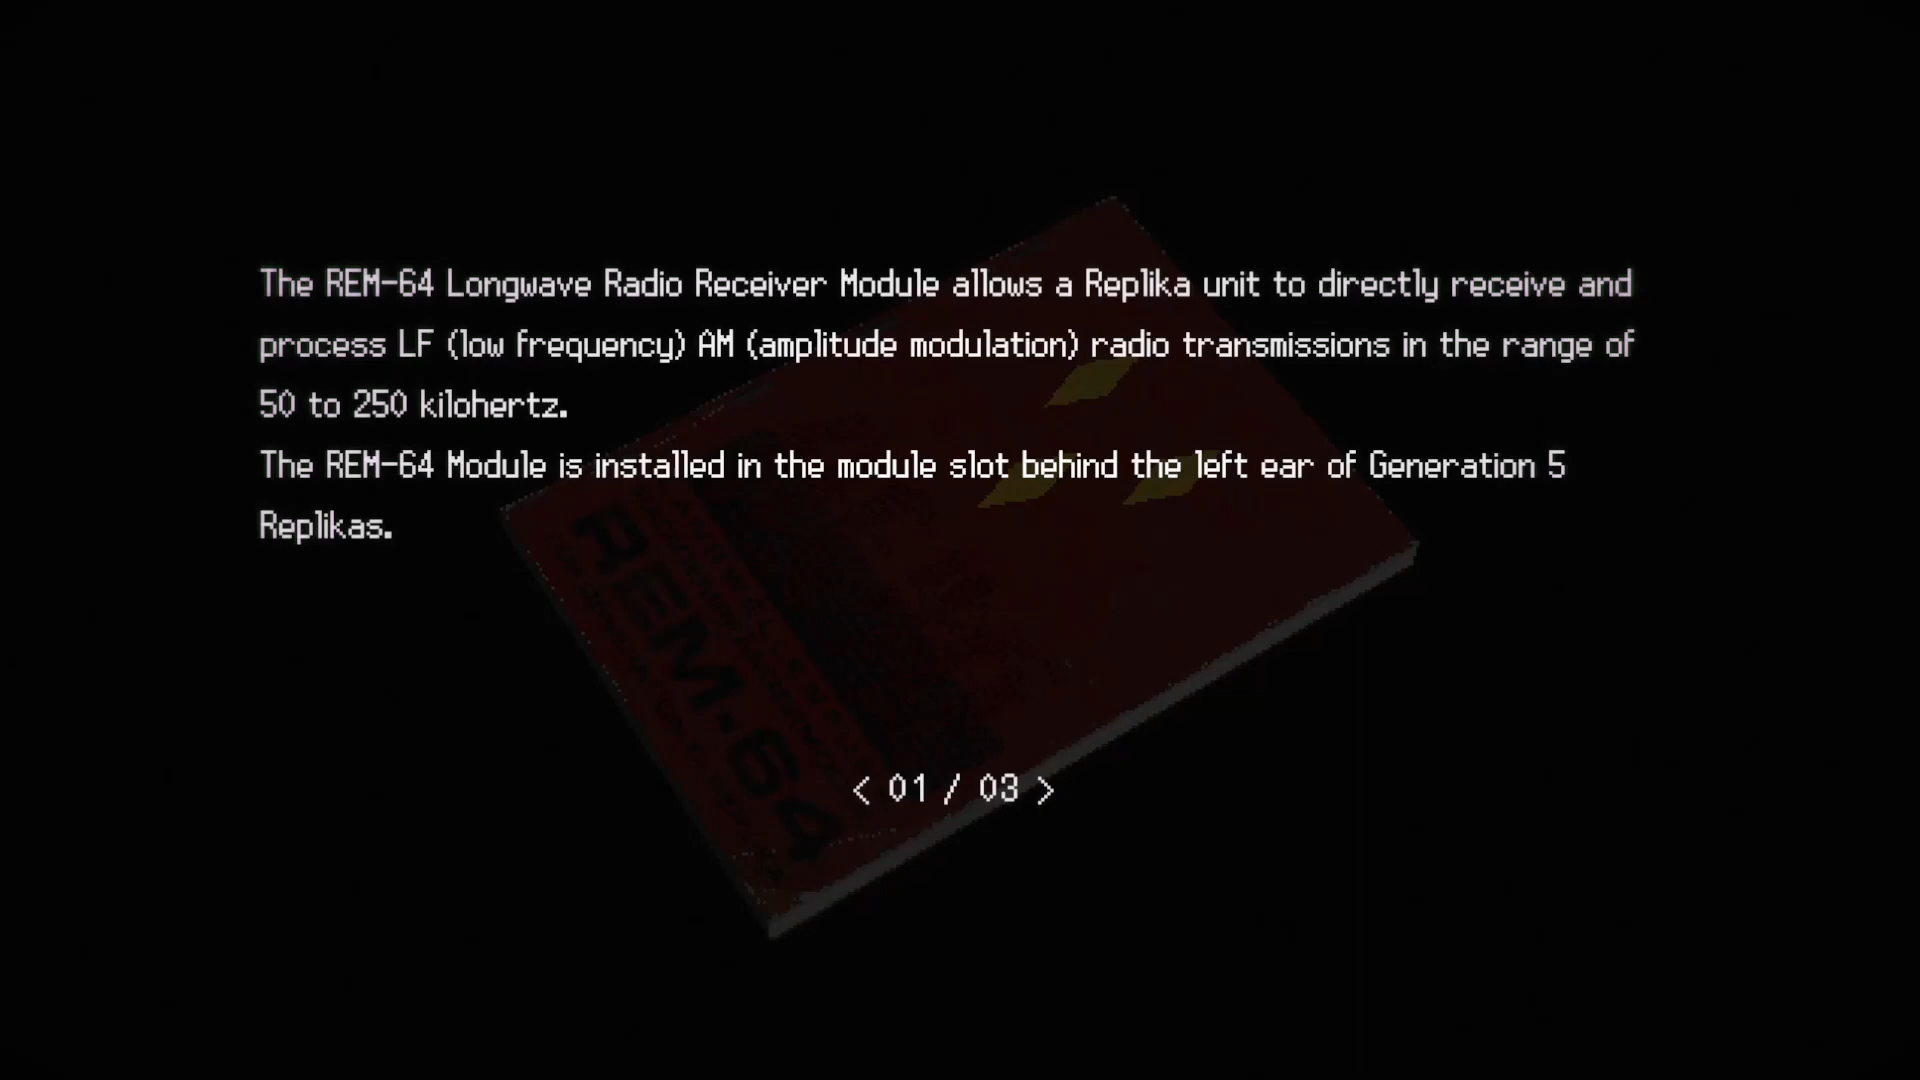 The REM-64 Longwave Radio Receiver Module allows a Replika unit to directly receive and
process LF (low frequency) AM (amplitude modulation) radio transmissions in the range of
50 to 250 kilohertz.
The REM-64 Module is installed in the module slot behind the left ear of Generation 5
Replikas.
REM-64
< 01 / 03 >